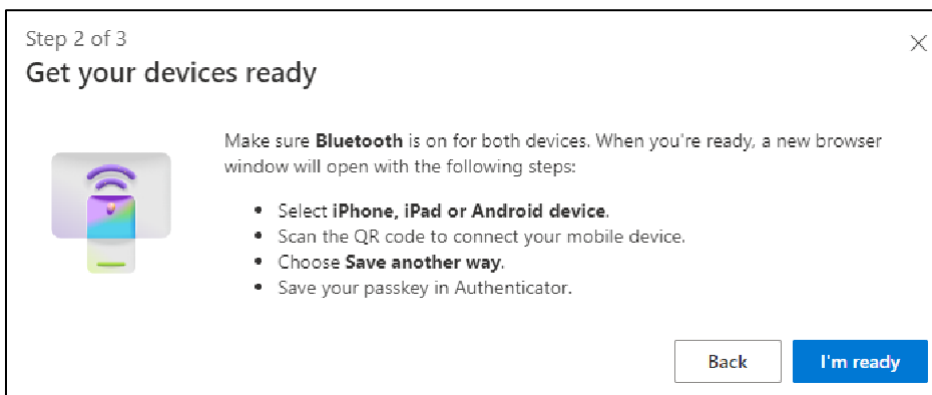 Step 2 of 3
Get your devices ready
Make sure Bluetooth is on for both devices. When you're ready, a new browser
window will open with the following steps:
• Select iPhone, iPad or Android device.
• Scan the QR code to connect your mobile device.
• Choose Save another way.
• Save your passkey in Authenticator.
Back I'm ready